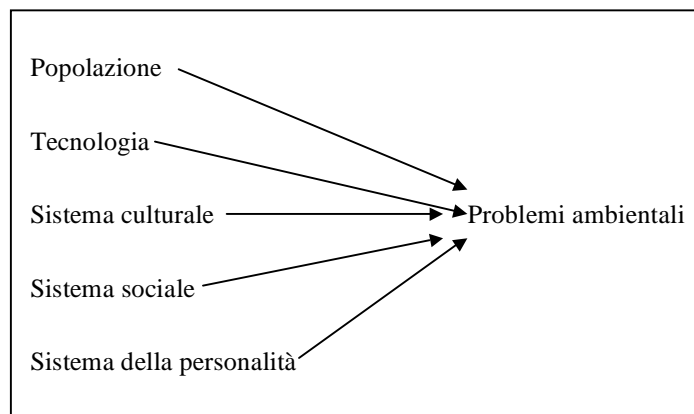 Popolazione
Tecnologia
Sistema culturale
Problemi ambientali
Sistema sociale
Sistema della personalità